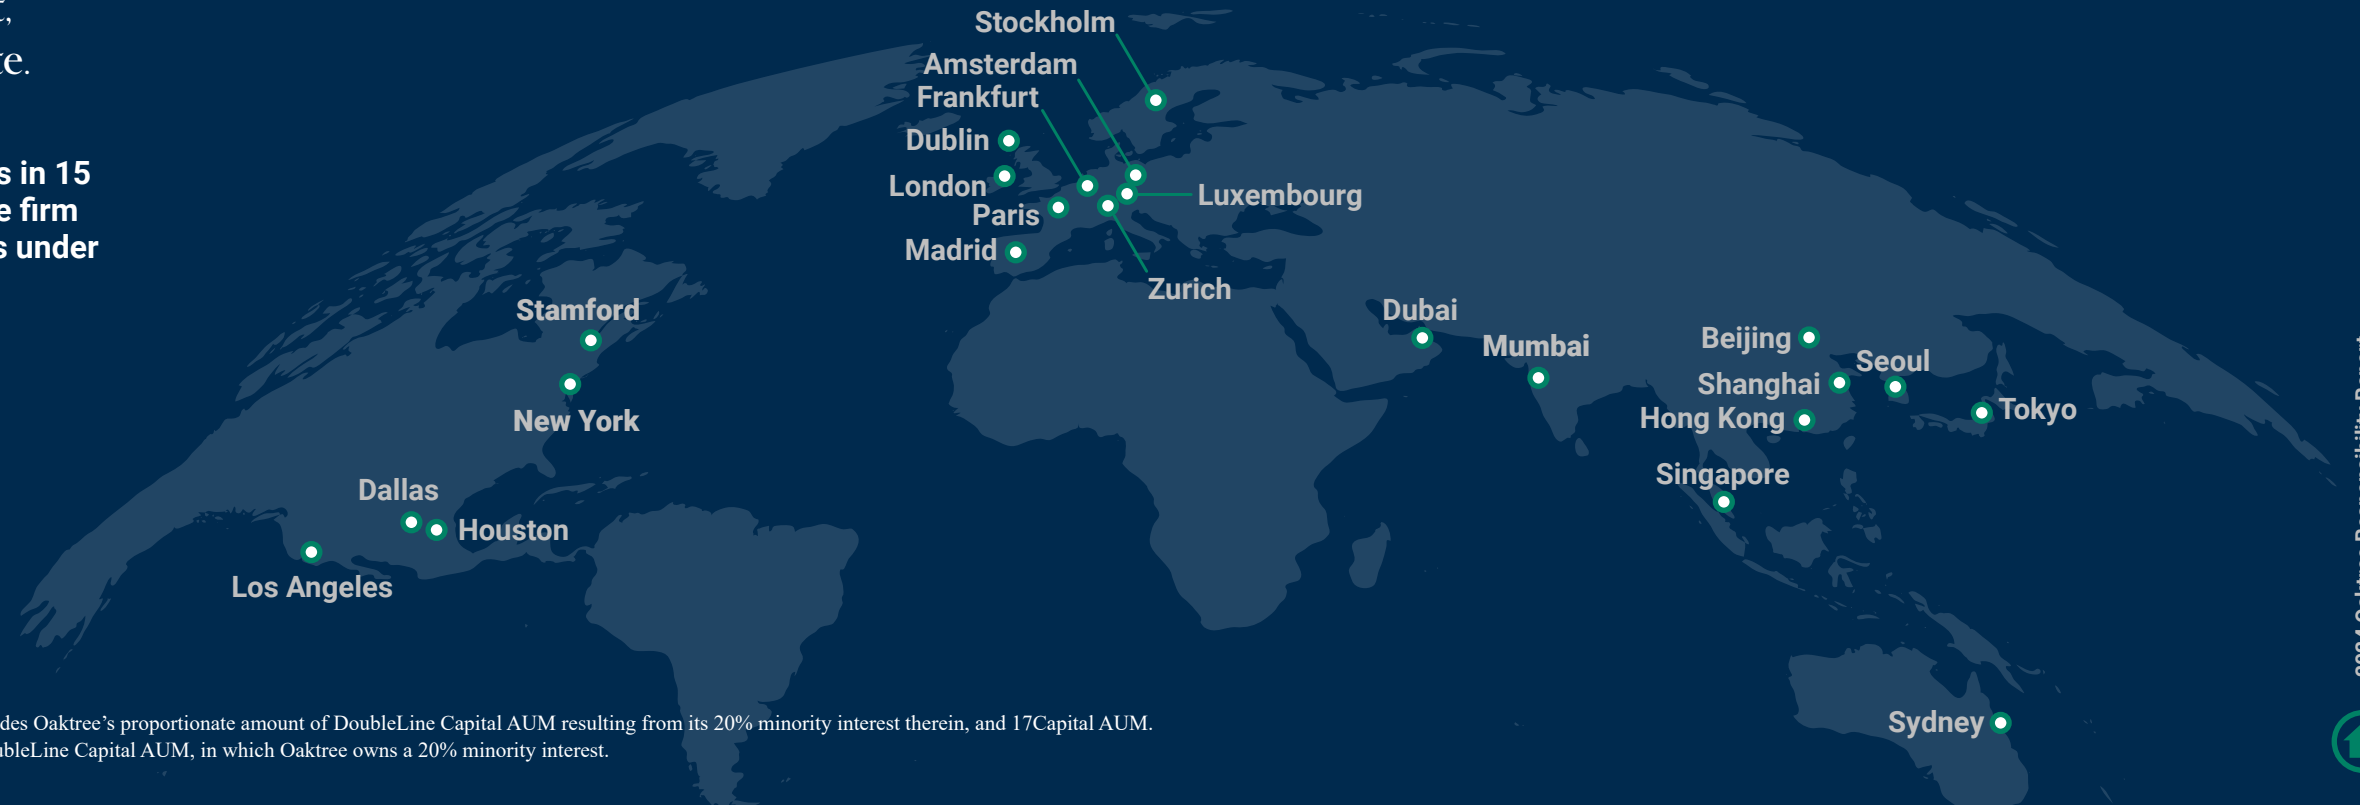 te.
s in 15
e firm
s under
Stockholm
Amsterdam
Frankfurt
Dublin
London
Paris
Luxembourg
Madrid
Zurich
Stamford
New York
Dallas
Houston
Los Angeles
Dubai
Mumbai
Beijing
Seoul
Shanghai
Tokyo
Hong Kong
Singapore
Sydney
des Oaktree’s proportionate amount of DoubleLine Capital AUM resulting from its 20% minority interest therein, and 17Capital AUM.
ubleLine Capital AUM, in which Oaktree owns a 20% minority interest.